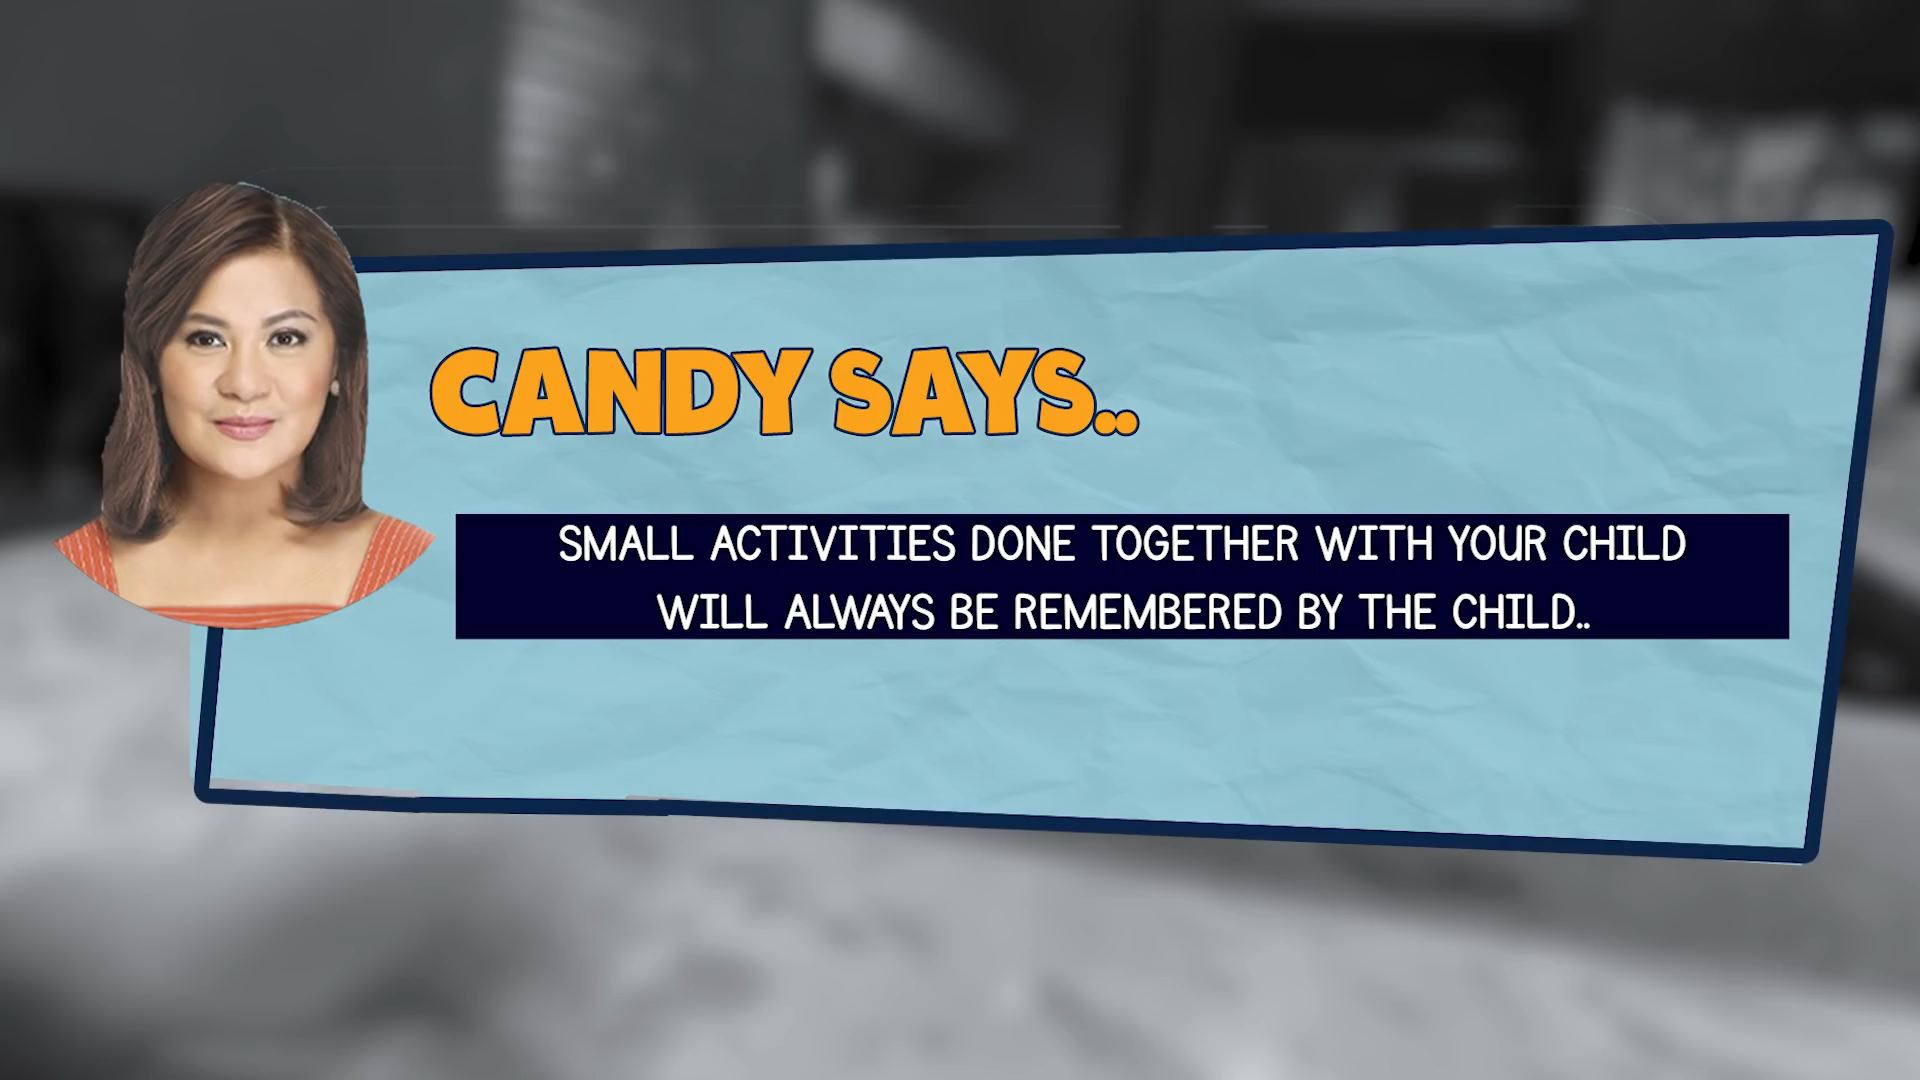 CANDY SAYS..
SMALL ACTIVITIES DONE TOGETHER WITH YOUR CHILD
WILL ALWAYS BE REMEMBERED BY THE CHILD..